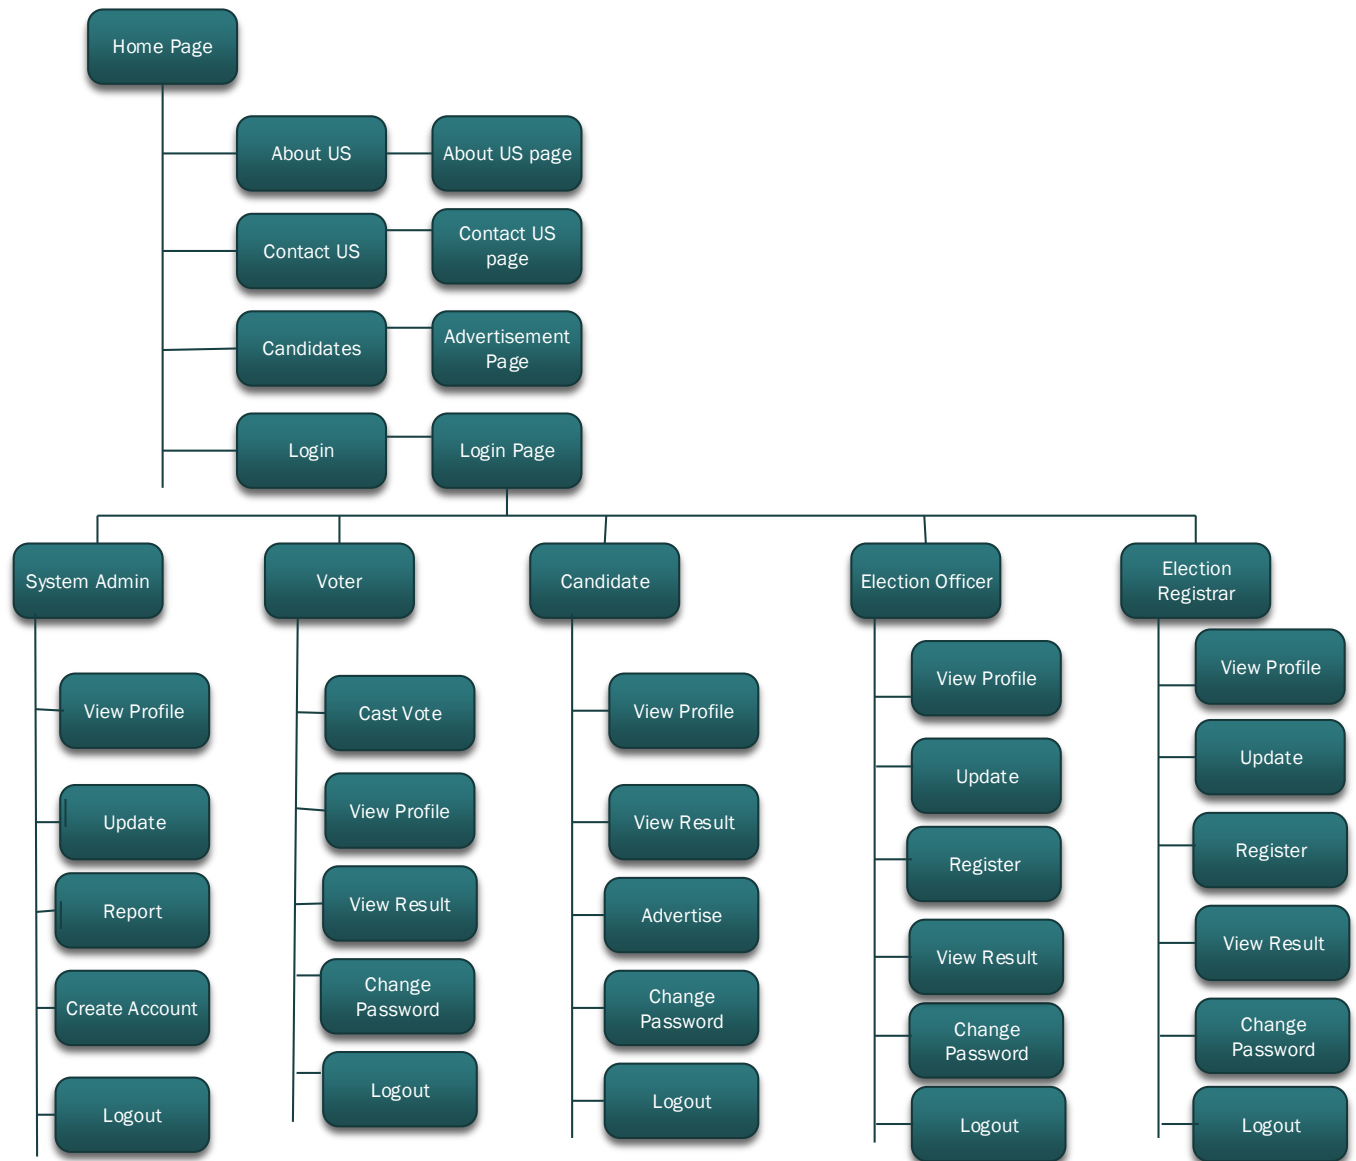 Home Page
About US
About US page
Contact US
Contact US
page
Candidates
Advertisement
Page
Login
Login Page
System Admin
Voter
Candidate
Election Officer
Election
Registrar
View Profile
Update
Report
Create Account
Logout
Cast Vote
View Profile
View Result
Change
Password
Logout
View Profile
View Result
Advertise
Change
Password
Logout
View Profile
Update
Register
View Result
Change
Password
Logout
View Profile
Update
Register
View Result
Change
Password
Logout